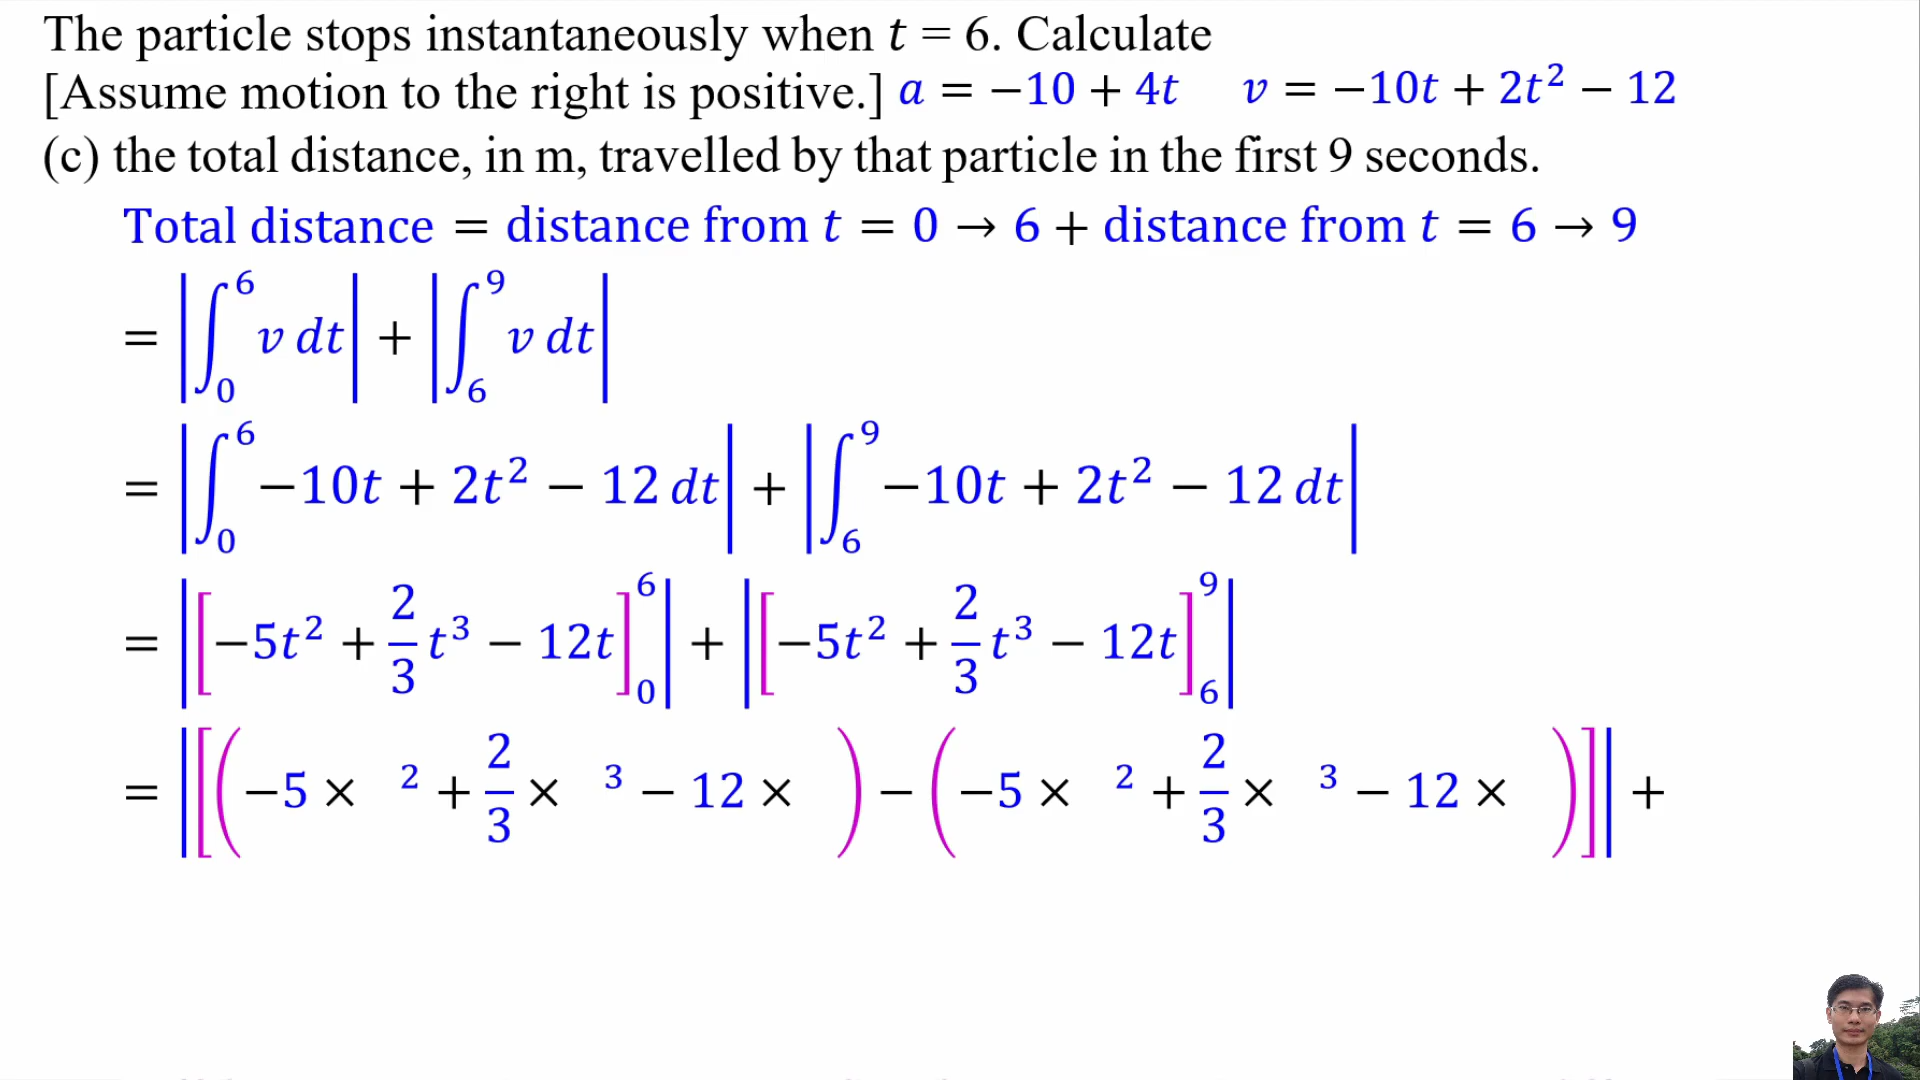 The particle stops instantaneously when t = 6. Calculate
[Assume motion to the right is positive.] a = −10 + 4t v = −10t + 2t² − 12
(c) the total distance, in m, travelled by that particle in the first 9 seconds.
Total distance = distance from t = 0 → 6 + distance from t = 6 → 9
= |∫₀⁶ v dt| + |∫₆⁹ v dt|
= |∫₀⁶ −10t + 2t² − 12 dt| + |∫₆⁹ −10t + 2t² − 12 dt|
= |[−5t² + 2/3 t³ − 12t]₀⁶| + |[−5t² + 2/3 t³ − 12t]₆⁹|
= |[(−5 × ² + 2/3 × ³ − 12 × ) − (−5 × ² + 2/3 × ³ − 12 × )]| +